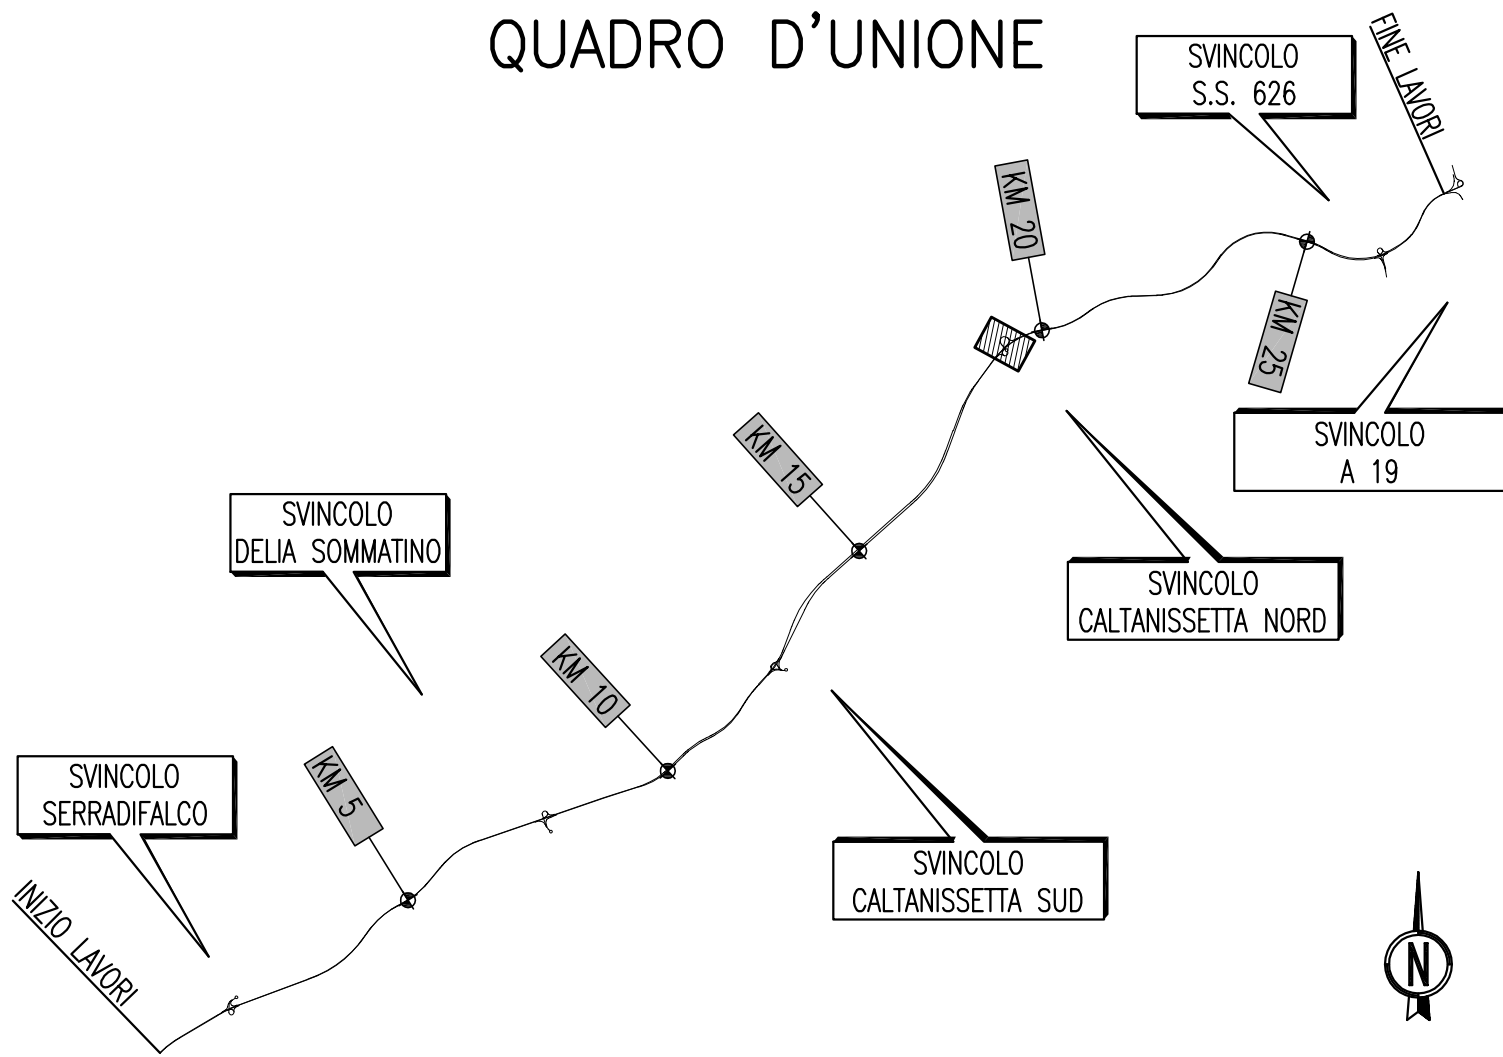 QUADRO D'UNIONE
SVINCOLO
S.S. 626
FINE LAVORI
KM 20
KM 25
SVINCOLO
A 19
KM 15
SVINCOLO
DELIA SOMMATINO
SVINCOLO
CALTANISSETTA NORD
KM 10
KM 5
SVINCOLO
SERRADIFALCO
SVINCOLO
CALTANISSETTA SUD
INIZIO LAVORI
N